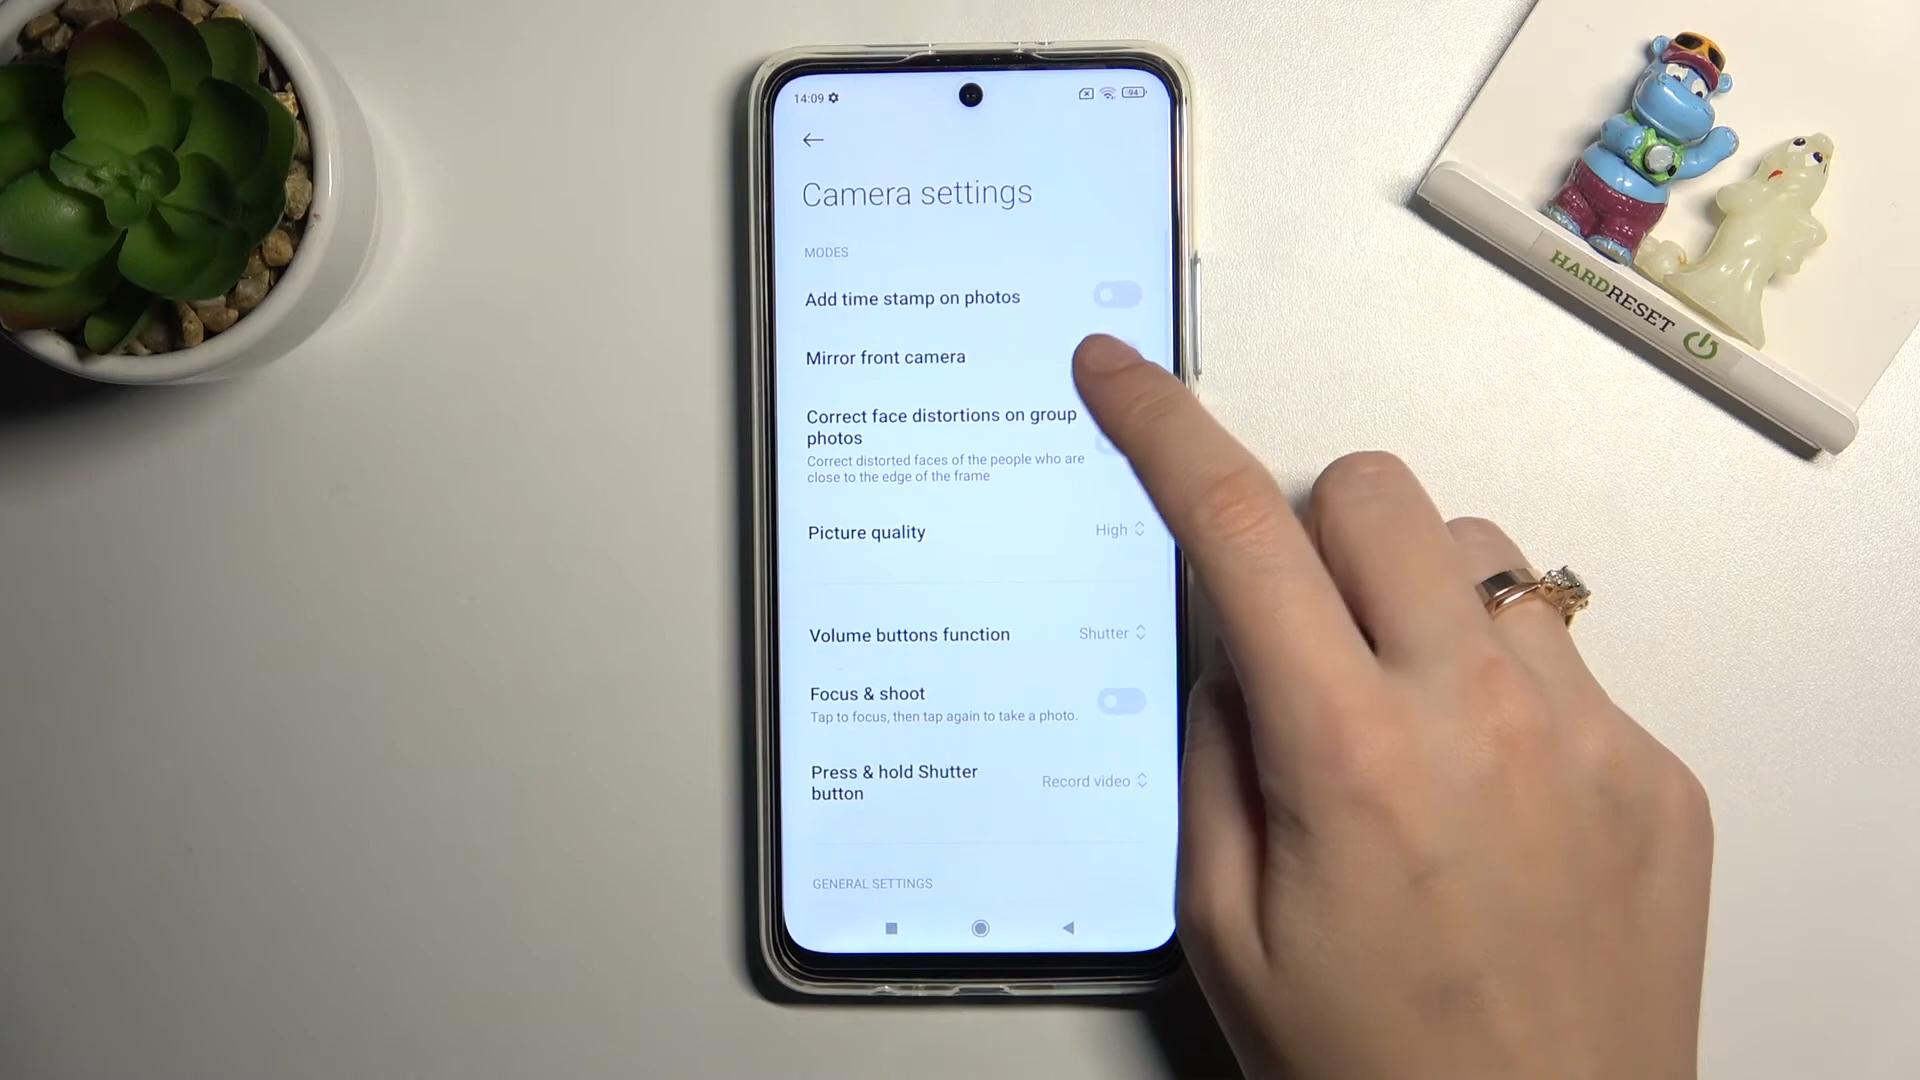 14:09
94
Camera settings
MODES
Add time stamp on photos
Mirror front camera
Correct face distortions on group
photos
Correct distorted faces of the people who are
close to the edge of the frame
Picture quality
High
Volume buttons function
Shutter
Focus & shoot
Tap to focus, then tap again to take a photo.
Press & hold Shutter
button
Record video
GENERAL SETTINGS
HARDRESET